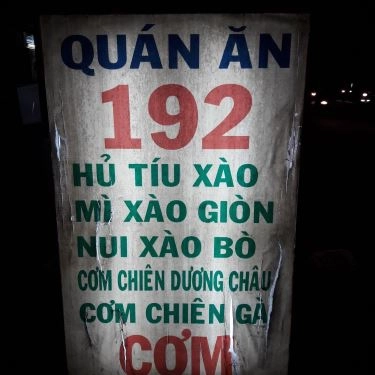 QUÁN ĂN
192
HỦ TÍU XÀO
MÌ XÀO GIÒN
NUI XÀO BÒ
CƠM CHIÊN DƯƠNG CHÂU
CƠM CHIÊN GÀ
CƠM